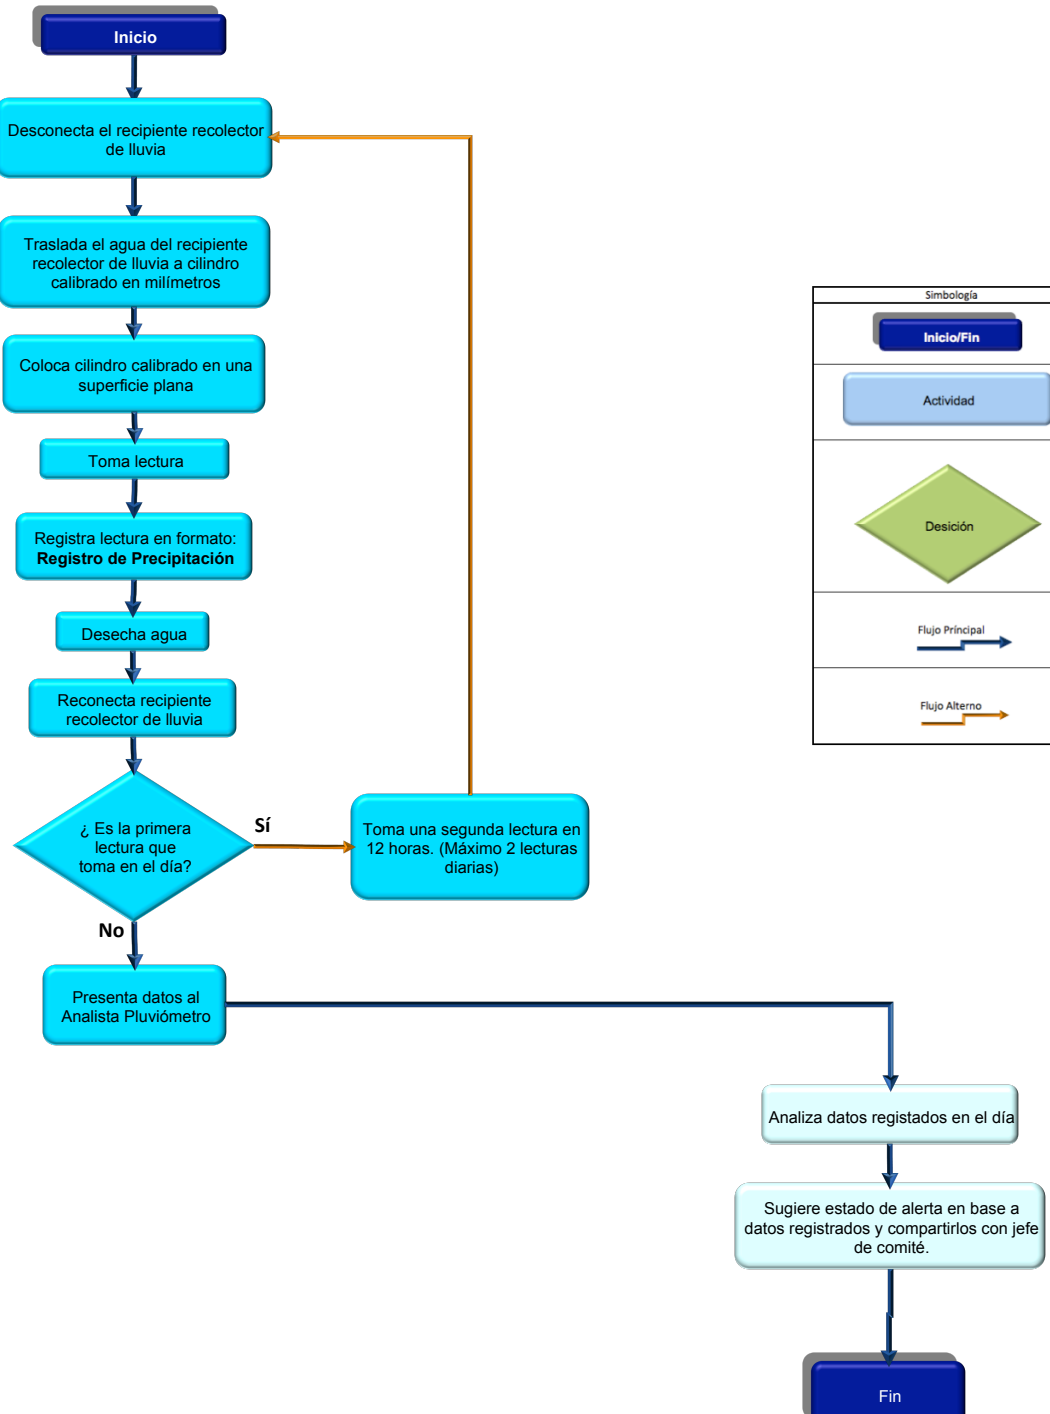 Inicio
Desconecta el recipiente recolector
de lluvia
Traslada el agua del recipiente
recolector de lluvia a cilindro
calibrado en milímetros
Coloca cilindro calibrado en una
superficie plana
Toma lectura
Registra lectura en formato:
Registro de Precipitación
Desecha agua
Reconecta recipiente
recolector de lluvia
¿ Es la primera
lectura que
toma en el día?
Sí
Toma una segunda lectura en
12 horas. (Máximo 2 lecturas
diarias)
No
Presenta datos al
Analista Pluviómetro
Analiza datos registados en el día
Sugiere estado de alerta en base a
datos registrados y compartirlos con jefe
de comité.
Fin
Simbología
Inicio/Fin
Actividad
Desición
Flujo Príncipal
Flujo Alterno